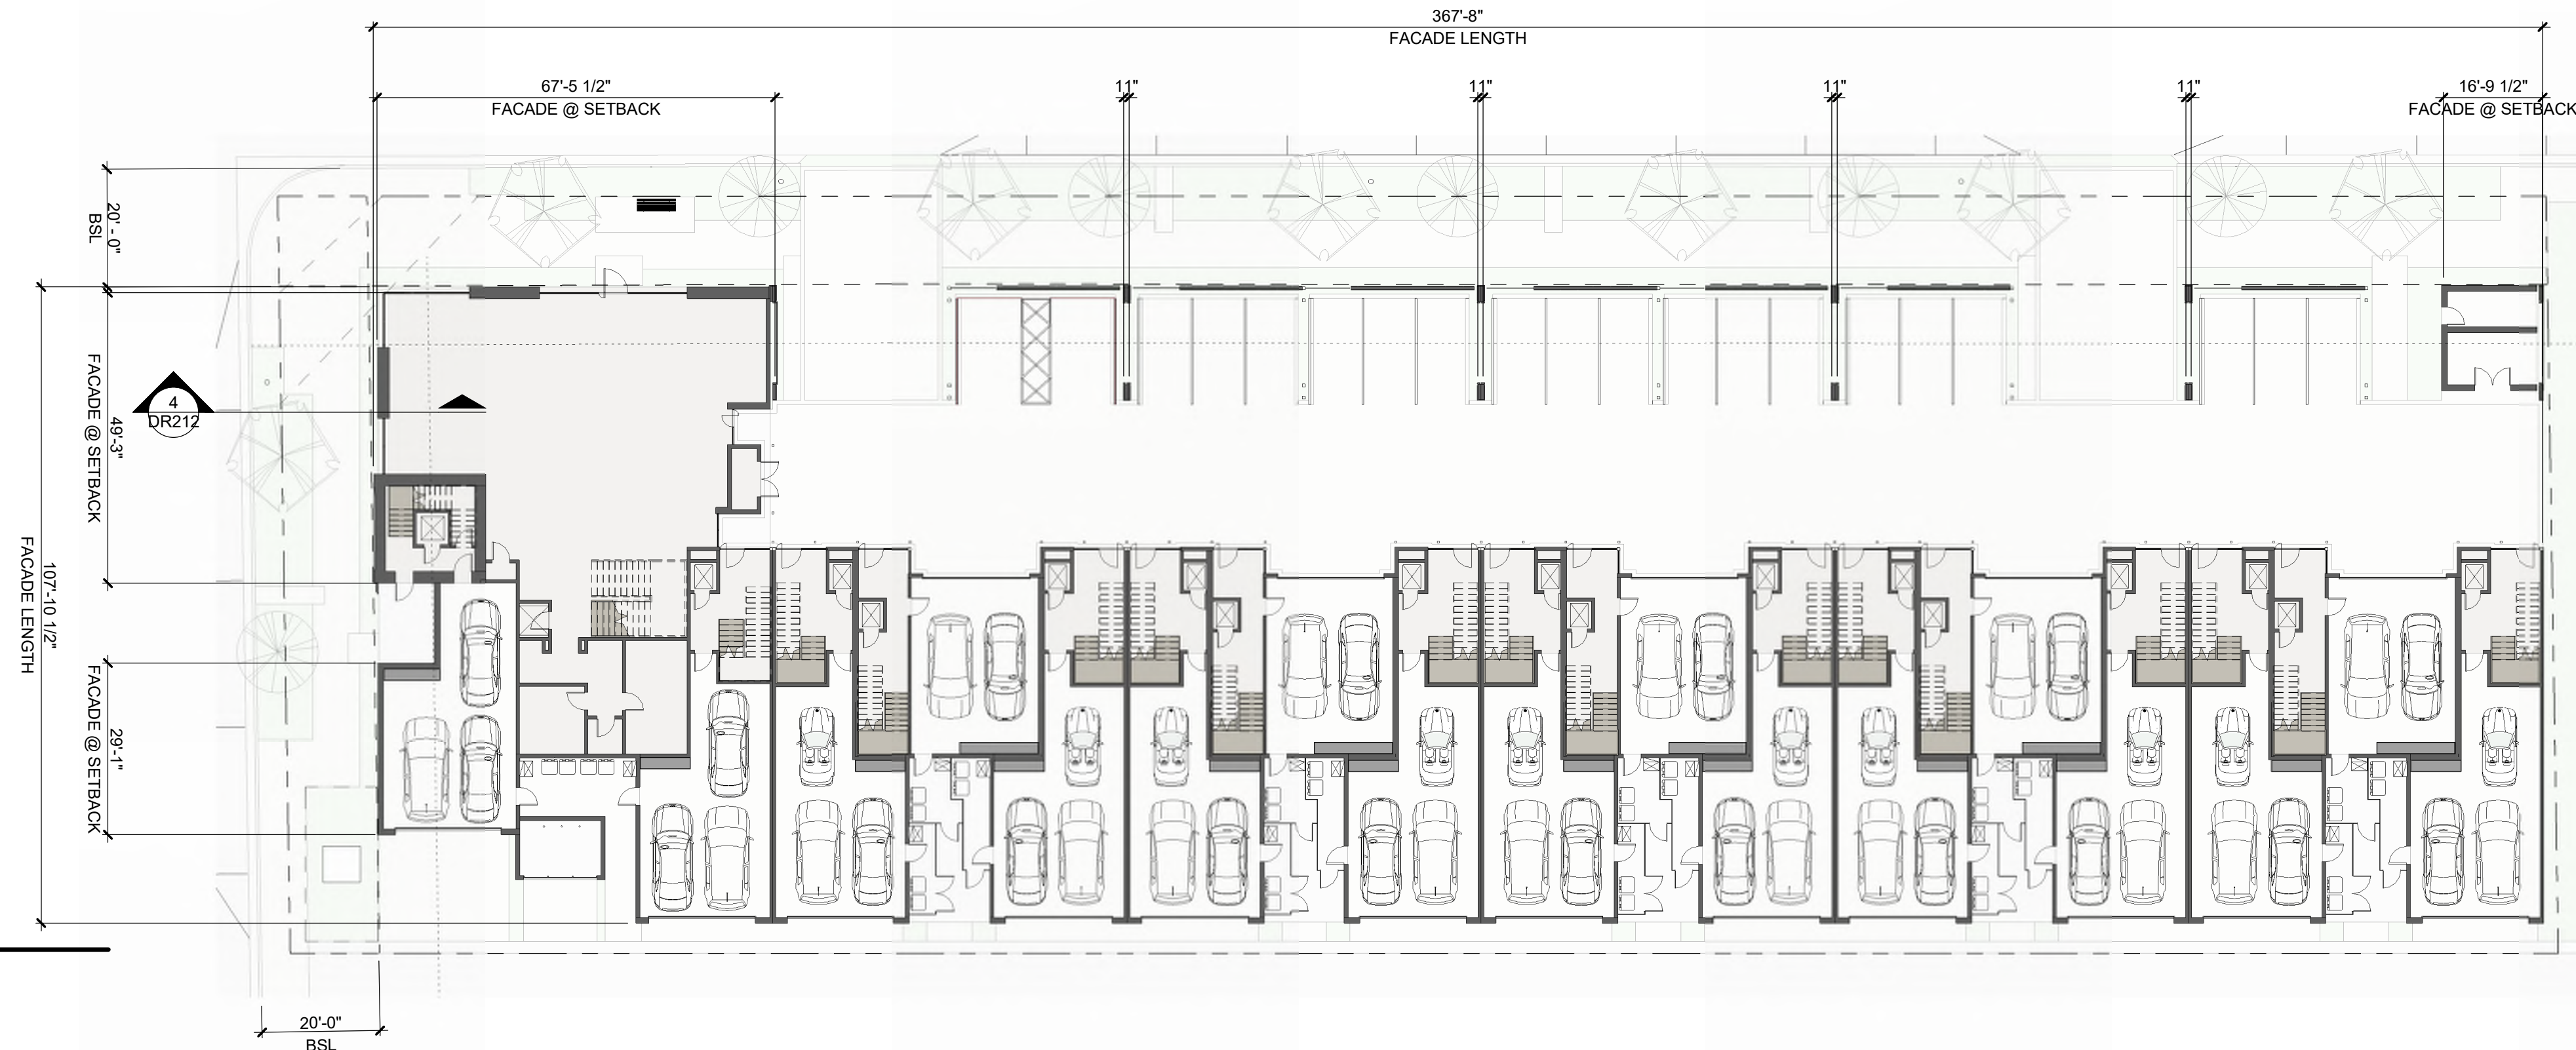 367'-8"
FACADE LENGTH
67'-5 1/2"
FACADE @ SETBACK
11"
11"
11"
11"
16'-9 1/2"
FACADE @ SETBACK
20' - 0"
BSL
49'-3"
FACADE @ SETBACK
4
DR212
107'-10 1/2"
FACADE LENGTH
29'-1"
FACADE @ SETBACK
20'-0"
BSL